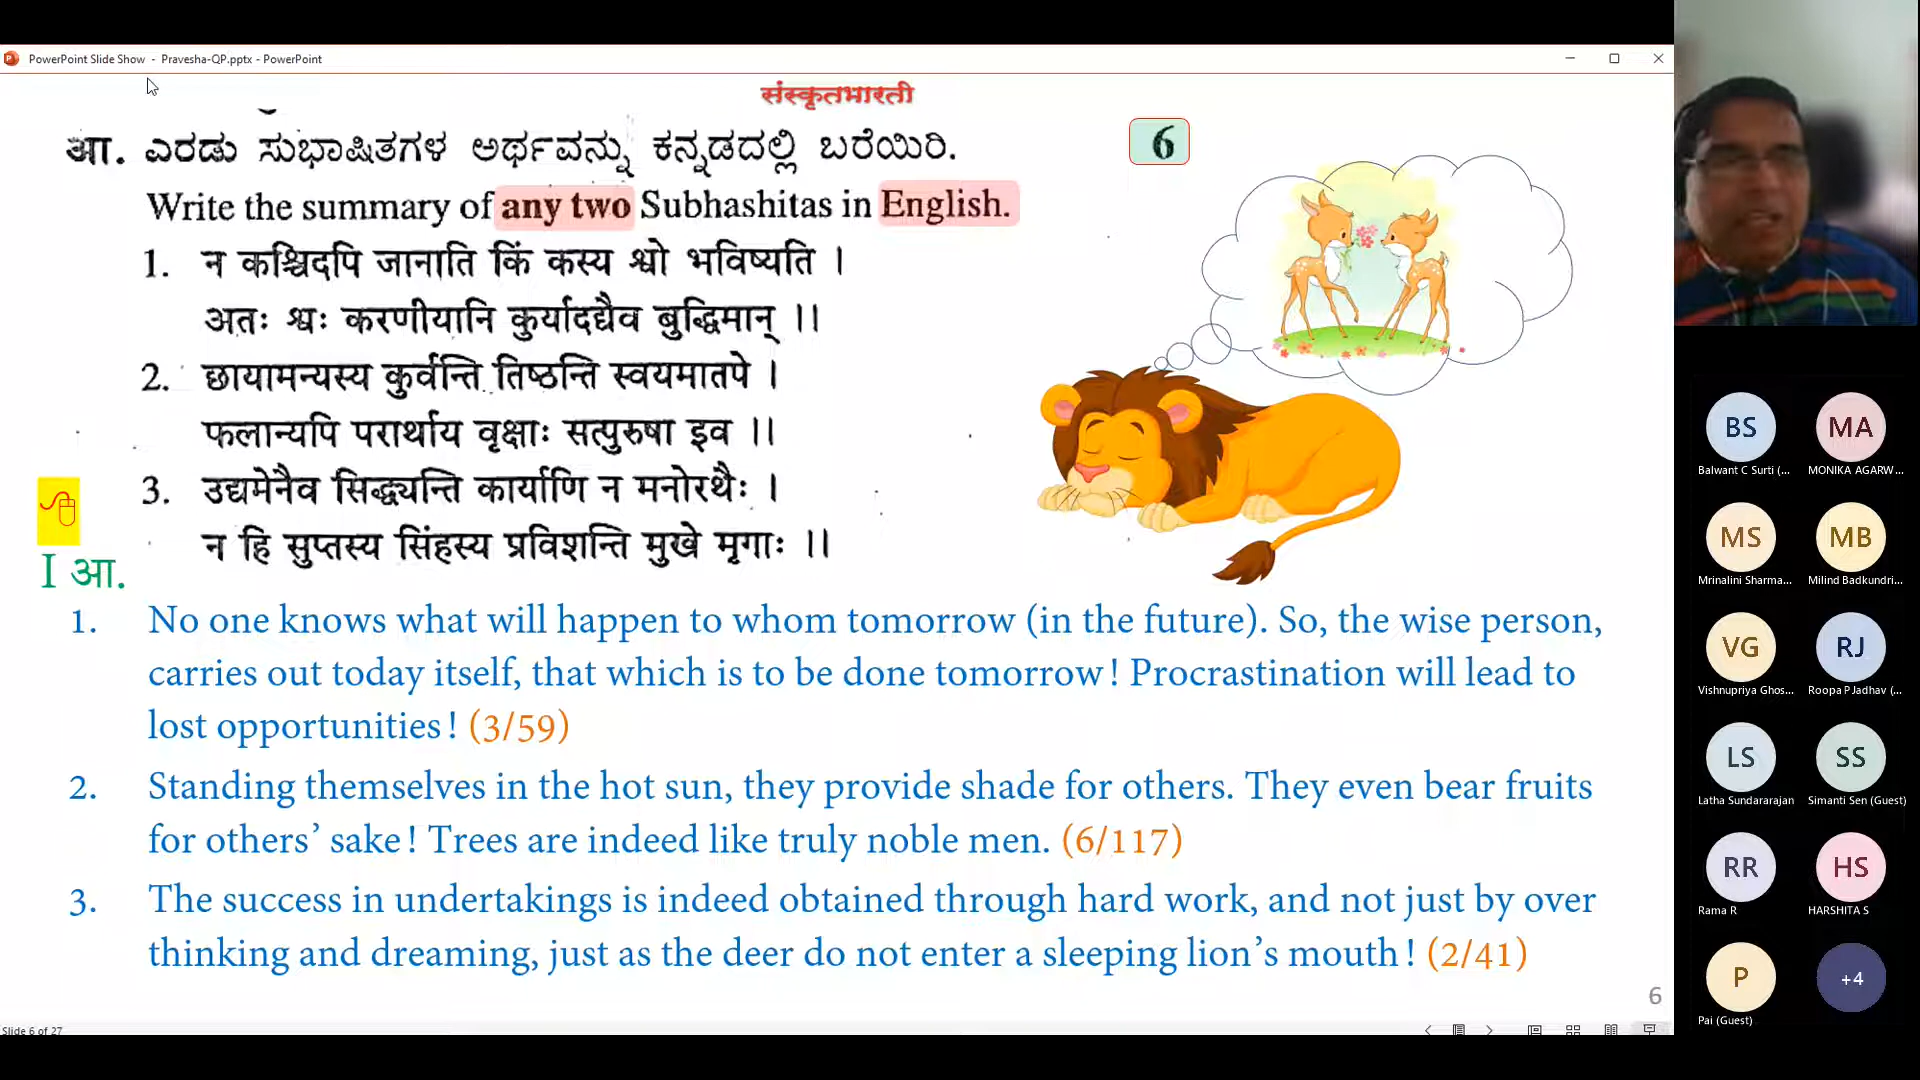 PowerPoint Slide Show - Pravesha-QP.pptx - PowerPoint
संस्कृतभारती
आ. ಎರಡು ಸುಭಾಷಿತಗಳ ಅರ್ಥವನ್ನು ಕನ್ನಡದಲ್ಲಿ ಬರೆಯಿರಿ.
6
Write the summary of any two Subhashitas in English.
1. न कश्चिदपि जानाति किं कस्य श्वो भविष्यति ।
अतः श्वः करणीयानि कुर्यादद्यैव बुद्धिमान् ।।
2. छायामन्यस्य कुर्वन्ति तिष्ठन्ति स्वयमातपे ।
फलान्यपि परार्थाय वृक्षाः सत्पुरुषा इव ।।
3. उद्यमेनैव सिद्ध्यन्ति कार्याणि न मनोरथैः ।
न हि सुप्तस्य सिंहस्य प्रविशन्ति मुखे मृगाः ।।
I आ.
1. No one knows what will happen to whom tomorrow (in the future). So, the wise person,
carries out today itself, that which is to be done tomorrow! Procrastination will lead to
lost opportunities! (3/59)
2. Standing themselves in the hot sun, they provide shade for others. They even bear fruits
for others’ sake! Trees are indeed like truly noble men. (6/117)
3. The success in undertakings is indeed obtained through hard work, and not just by over
thinking and dreaming, just as the deer do not enter a sleeping lion’s mouth! (2/41)
6
Slide 6 of 27
BS MA
Balwant C Surti (... MONIKA AGARW...
MS MB
Mrinalini Sharma... Milind Badkundri...
VG RJ
Vishnupriya Ghos... Roopa P Jadhav (...
LS SS
Latha Sundararajan Simanti Sen (Guest)
RR HS
Rama R HARSHITA S
P +4
Pai (Guest)